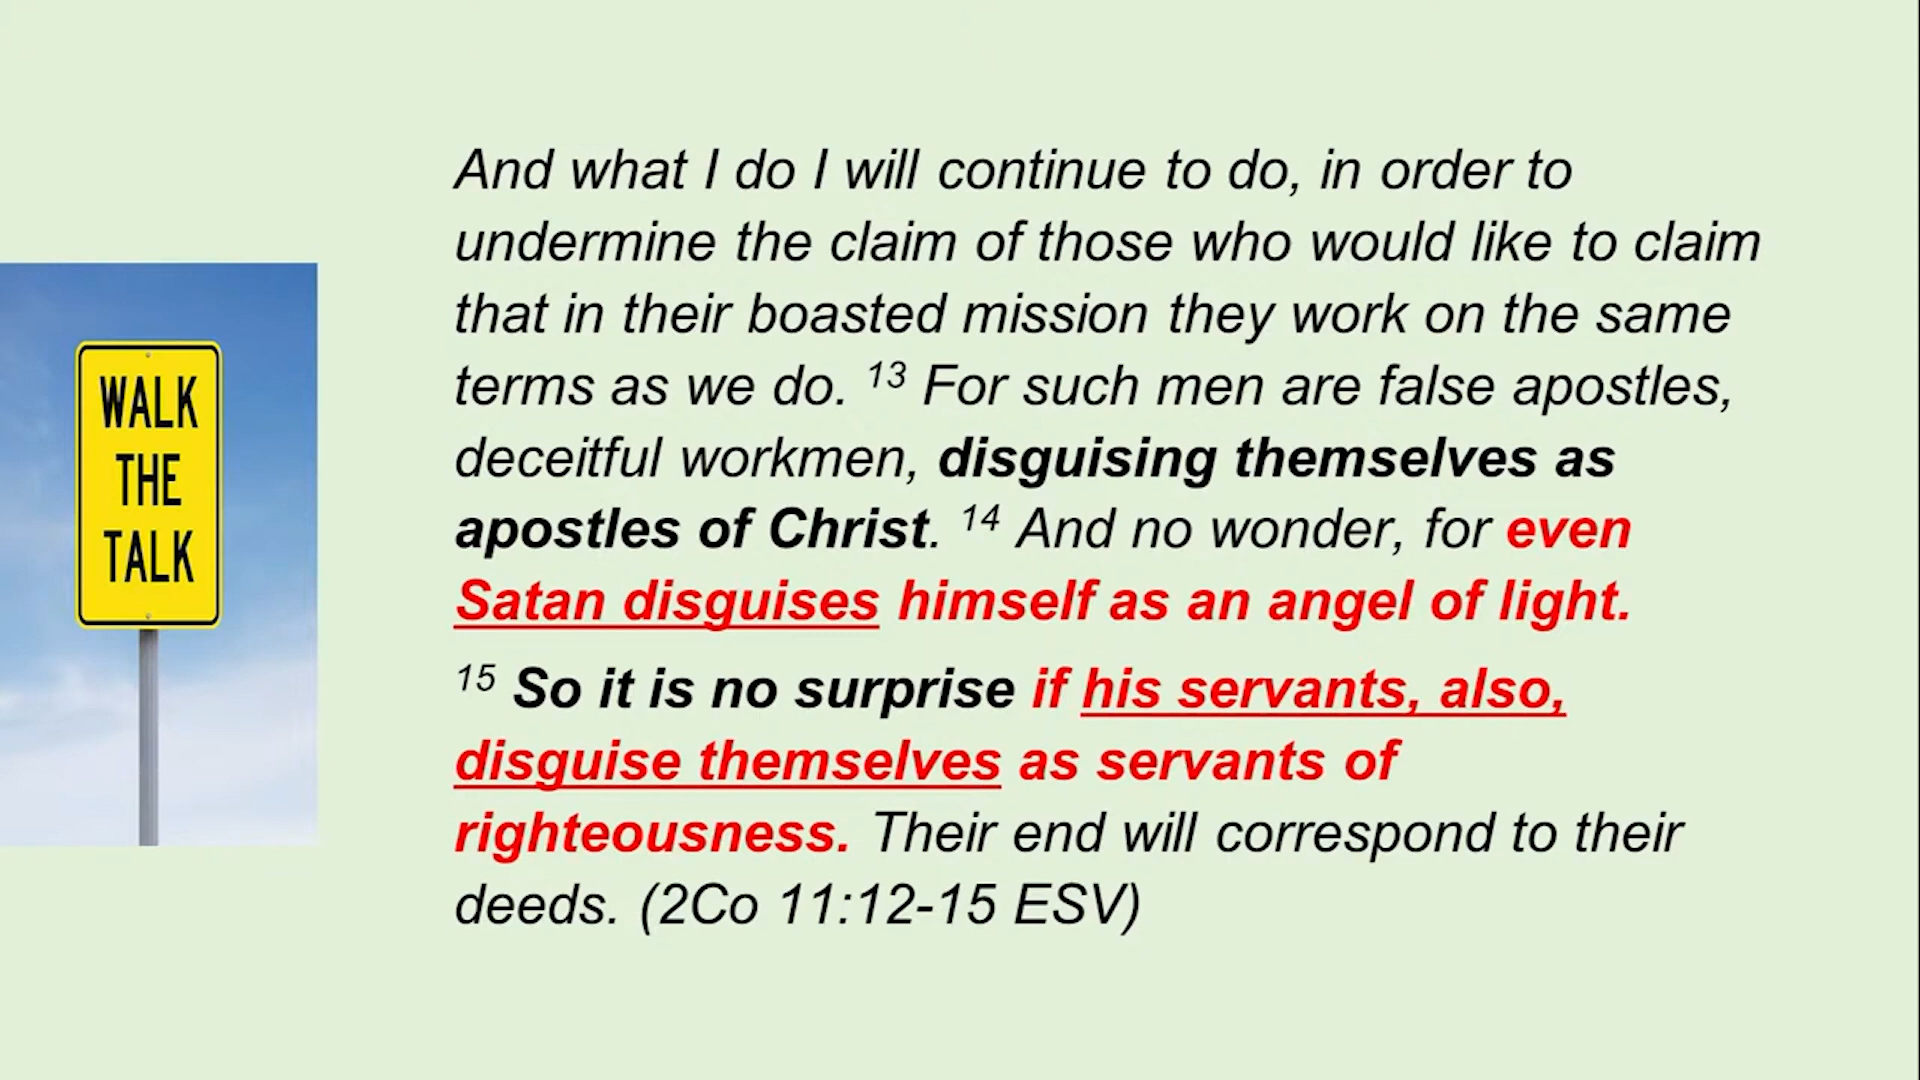 WALK
THE
TALK
And what I do I will continue to do, in order to
undermine the claim of those who would like to claim
that in their boasted mission they work on the same
terms as we do. 13 For such men are false apostles,
deceitful workmen, disguising themselves as
apostles of Christ. 14 And no wonder, for even
Satan disguises himself as an angel of light.
15 So it is no surprise if his servants, also,
disguise themselves as servants of
righteousness. Their end will correspond to their
deeds. (2Co 11:12-15 ESV)